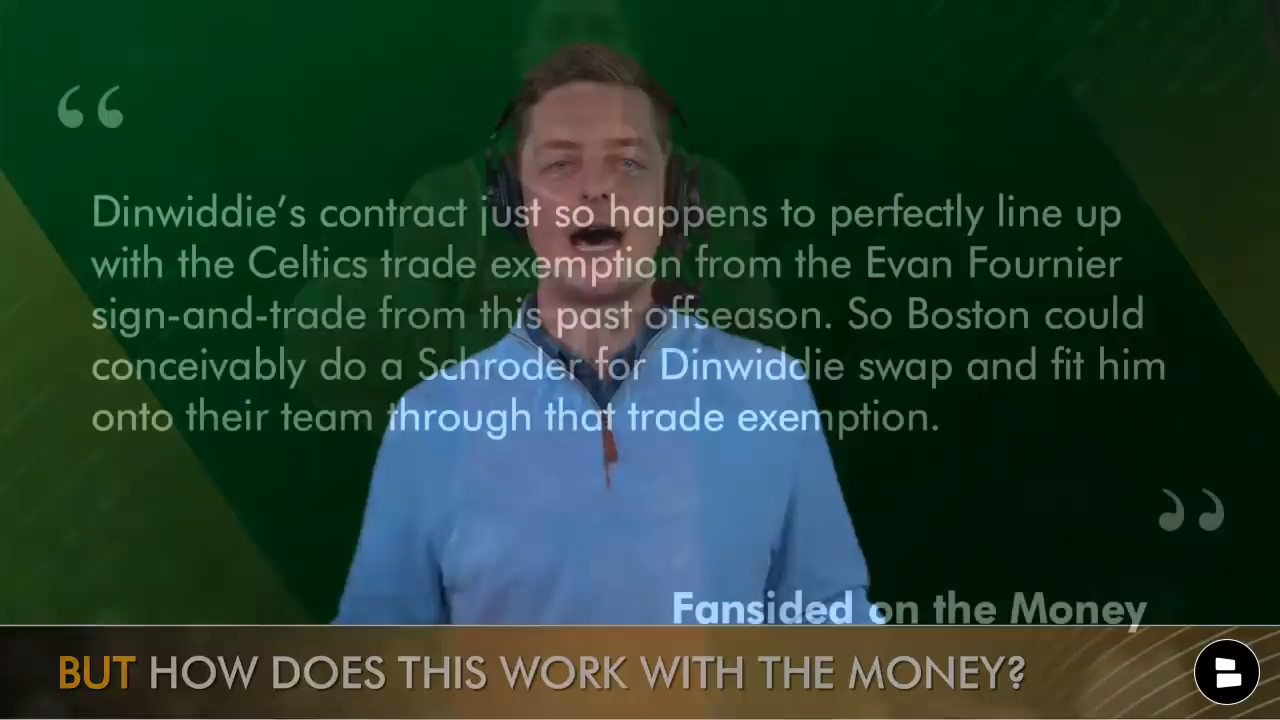 “
Dinwiddie’s contract just so happens to perfectly line up
with the Celtics trade exemption from the Evan Fournier
sign-and-trade from this past offseason. So Boston could
conceivably do a Schroder for Dinwiddie swap and fit him
onto their team through that trade exemption.
”
Fansided on the Money
BUT HOW DOES THIS WORK WITH THE MONEY?